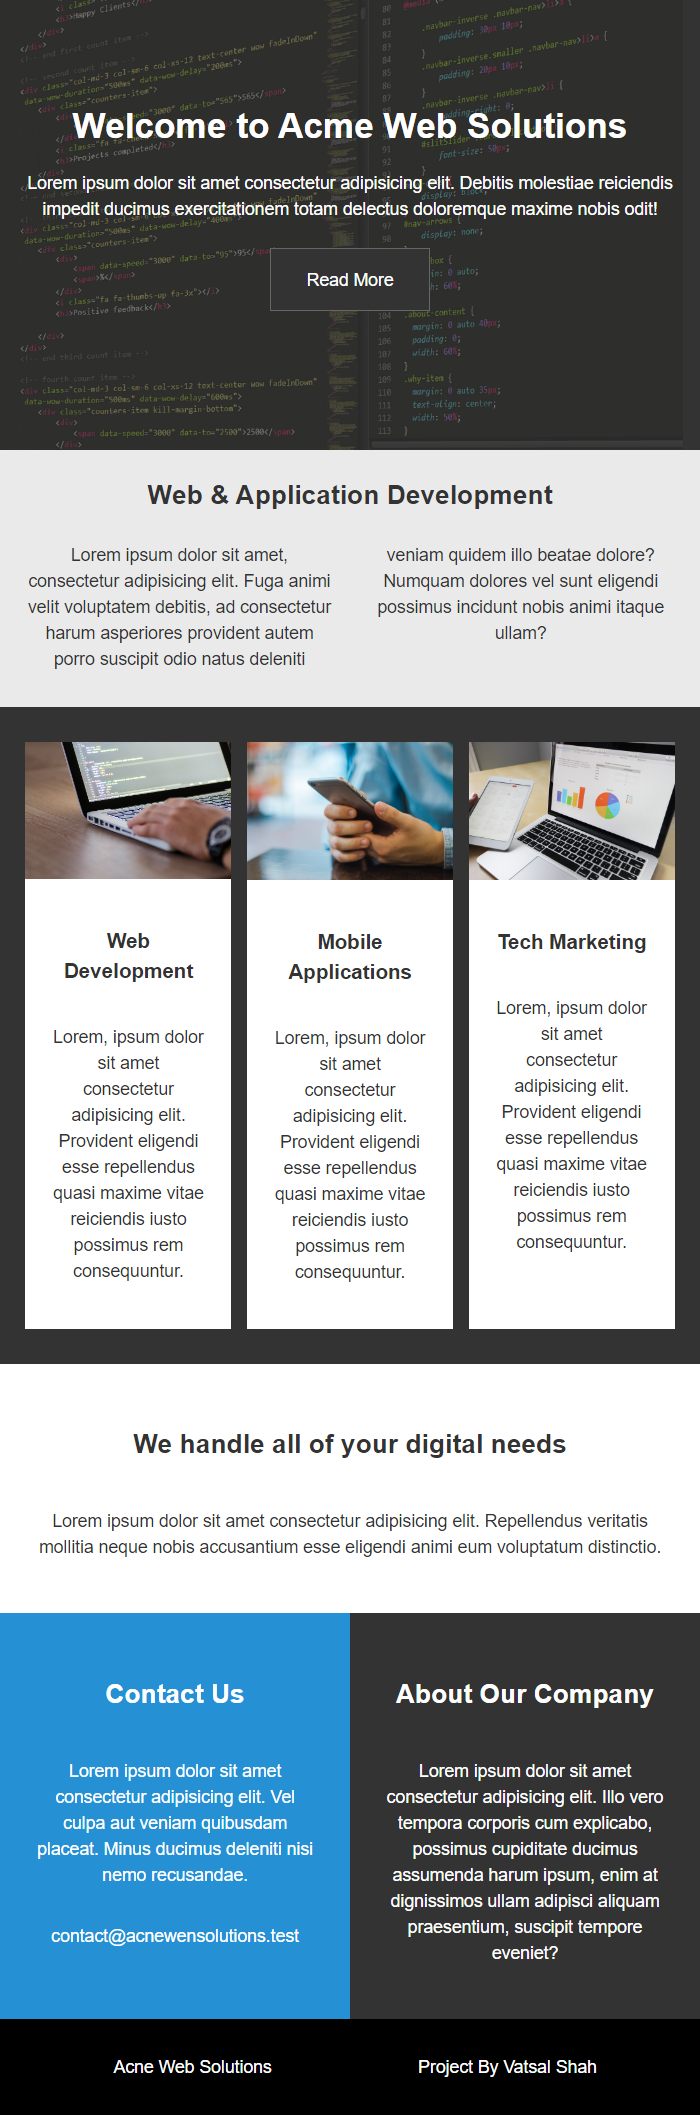 Welcome to Acme Web Solutions
Lorem ipsum dolor sit amet consectetur adipisicing elit. Debitis molestiae reiciendis
impedit ducimus exercitationem totam delectus doloremque maxime nobis odit!
Read More
Web & Application Development
Lorem ipsum dolor sit amet,
consectetur adipisicing elit. Fuga animi
velit voluptatem debitis, ad consectetur
harum asperiores provident autem
porro suscipit odio natus deleniti
veniam quidem illo beatae dolore?
Numquam dolores vel sunt eligendi
possimus incidunt nobis animi itaque
ullam?
Web
Development
Lorem, ipsum dolor
sit amet
consectetur
adipisicing elit.
Provident eligendi
esse repellendus
quasi maxime vitae
reiciendis iusto
possimus rem
consequuntur.
Mobile
Applications
Lorem, ipsum dolor
sit amet
consectetur
adipisicing elit.
Provident eligendi
esse repellendus
quasi maxime vitae
reiciendis iusto
possimus rem
consequuntur.
Tech Marketing
Lorem, ipsum dolor
sit amet
consectetur
adipisicing elit.
Provident eligendi
esse repellendus
quasi maxime vitae
reiciendis iusto
possimus rem
consequuntur.
We handle all of your digital needs
Lorem ipsum dolor sit amet consectetur adipisicing elit. Repellendus veritatis
mollitia neque nobis accusantium esse eligendi animi eum voluptatum distinctio.
Contact Us
Lorem ipsum dolor sit amet
consectetur adipisicing elit. Vel
culpa aut veniam quibusdam
placeat. Minus ducimus deleniti nisi
nemo recusandae.
contact@acnewensolutions.test
About Our Company
Lorem ipsum dolor sit amet
consectetur adipisicing elit. Illo vero
tempora corporis cum explicabo,
possimus cupiditate ducimus
assumenda harum ipsum, enim at
dignissimos ullam adipisci aliquam
praesentium, suscipit tempore
eveniet?
Acne Web Solutions
Project By Vatsal Shah